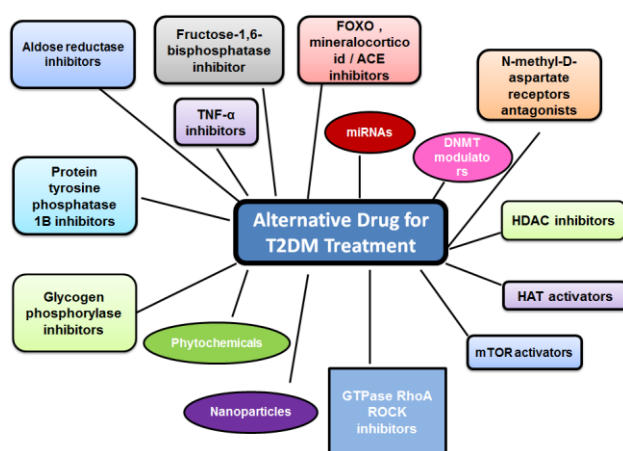 Aldose reductase
inhibitors
Fructose-1,6-
bisphosphatase
inhibitor
FOXO ,
mineralocortico
id / ACE
inhibitors
N-methyl-D-
aspartate
receptors
antagonists
TNF-α
inhibitors
miRNAs
DNMT
modulato
rs
Protein
tyrosine
phosphatase
1B inhibitors
Alternative Drug for
T2DM Treatment
HDAC inhibitors
HAT activators
Glycogen
phosphorylase
inhibitors
Phytochemicals
mTOR activators
Nanoparticles
GTPase RhoA
ROCK
inhibitors